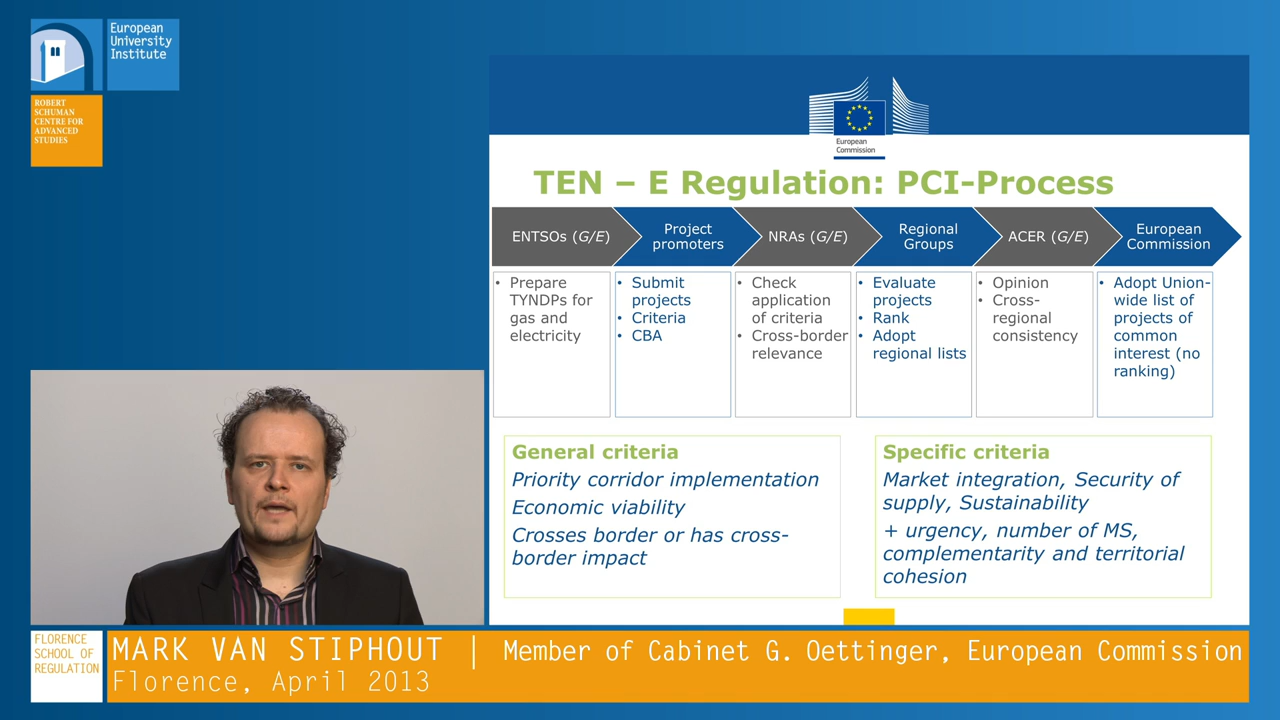 European
University
Institute
ROBERT
SCHUMAN
CENTRE FOR
ADVANCED
STUDIES
European
Commission
TEN – E Regulation: PCI-Process
ENTSOs (G/E)
Project
promoters
NRAs (G/E)
Regional
Groups
ACER (G/E)
European
Commission
• Prepare
TYNDPs for
gas and
electricity
• Submit
projects
• Criteria
• CBA
• Check
application
of criteria
• Cross-border
relevance
• Evaluate
projects
• Rank
• Adopt
regional lists
• Opinion
• Cross-
regional
consistency
• Adopt Union-
wide list of
projects of
common
interest (no
ranking)
General criteria
Priority corridor implementation
Economic viability
Crosses border or has cross-
border impact
Specific criteria
Market integration, Security of
supply, Sustainability
+ urgency, number of MS,
complementarity and territorial
cohesion
FLORENCE
SCHOOL OF
REGULATION
MARK VAN STIPHOUT | Member of Cabinet G. Oettinger, European Commission
Florence, April 2013